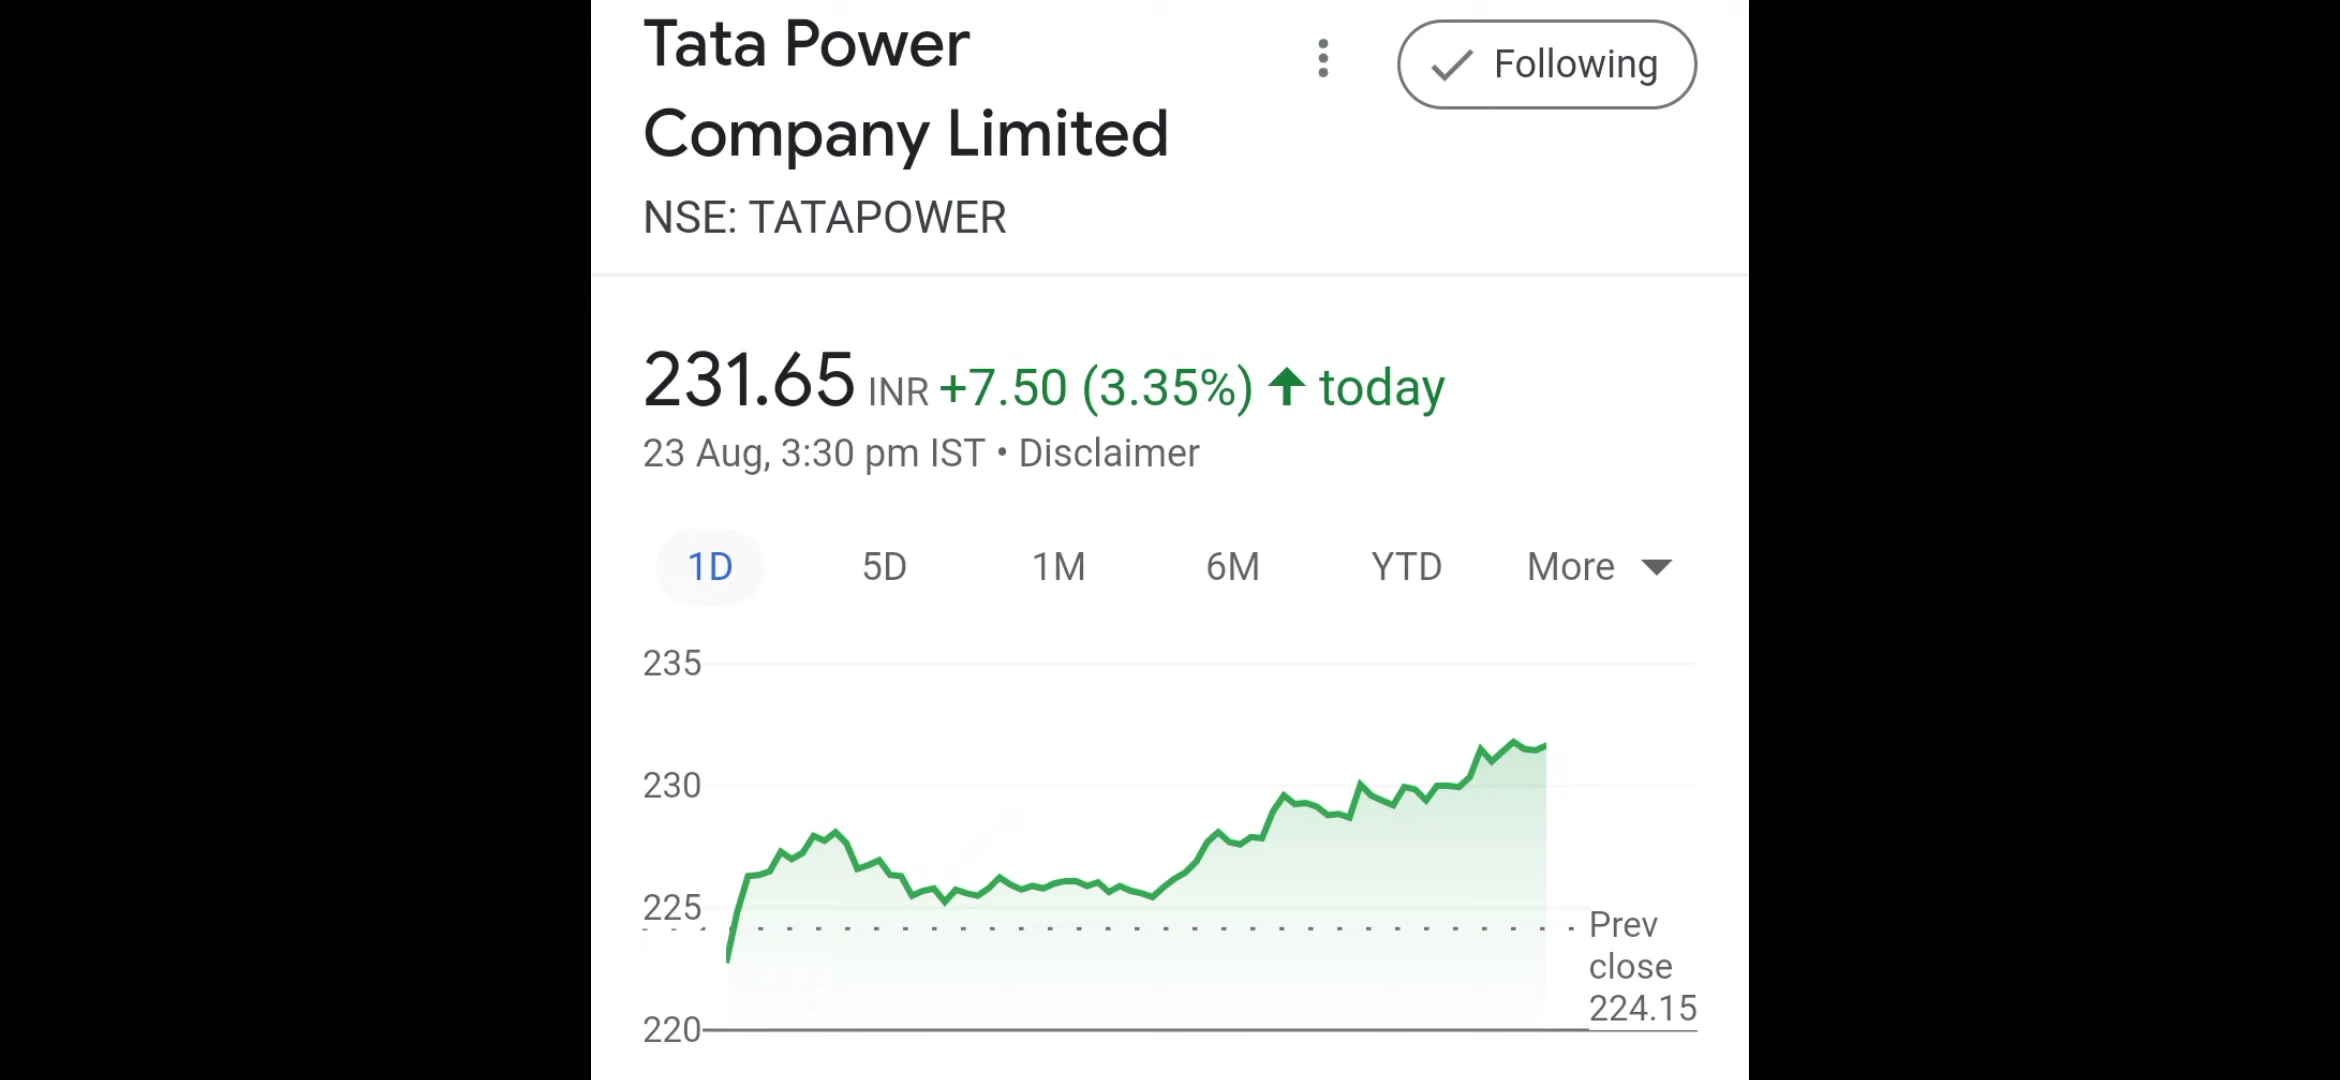 Tata Power
Following
Company Limited
NSE: TATAPOWER
231.65 INR +7.50 (3.35%) ↑ today
23 Aug, 3:30 pm IST • Disclaimer
1D 5D 1M 6M YTD More
235
230
225
220
Prev
close
224.15